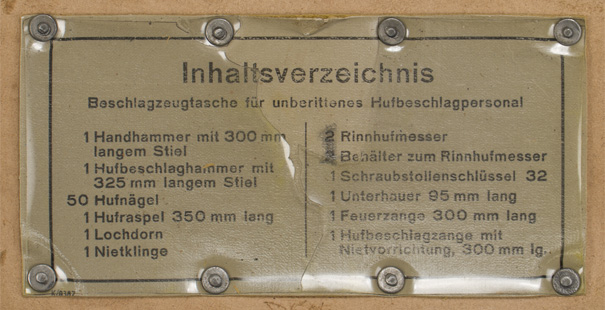 Inhaltsverzeichnis
Beschlagzeugtasche für unberittenes Hufbeschlagpersonal
1 Handhammer mit 300 mm
langem Stiel
1 Hufbeschlaghammer mit
325 mm langem Stiel
50 Hufnägel
1 Hufraspel 350 mm lang
1 Lochdorn
1 Nietklinge
2 Rinnhufmesser
Behälter zum Rinnhufmesser
1 Schraubstollenschlüssel 32
1 Unterhauer 95 mm lang
1 Feuerzange 300 mm lang
1 Hufbeschlagzange mit
Nietvorrichtung, 300 mm lg.